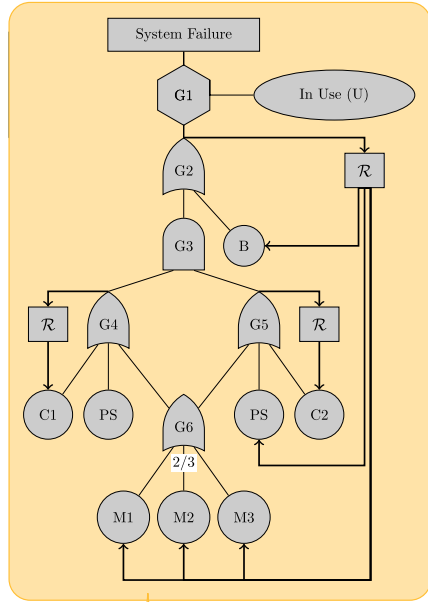 System Failure
G1
In Use (U)
G2
R
G3
B
R
G4
G5
R
C1
PS
G6
PS
C2
2/3
M1
M2
M3